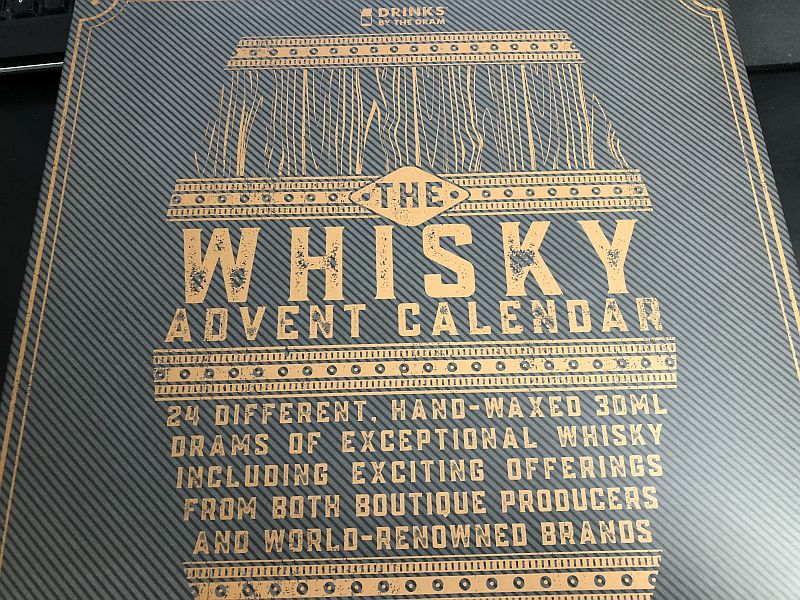 DRINKS
BY THE DRAM
THE
WHISKY
ADVENT CALENDAR
24 DIFFERENT, HAND-WAXED 30ML
DRAMS OF EXCEPTIONAL WHISKY
INCLUDING EXCITING OFFERINGS
FROM BOTH BOUTIQUE PRODUCERS
AND WORLD-RENOWNED BRANDS